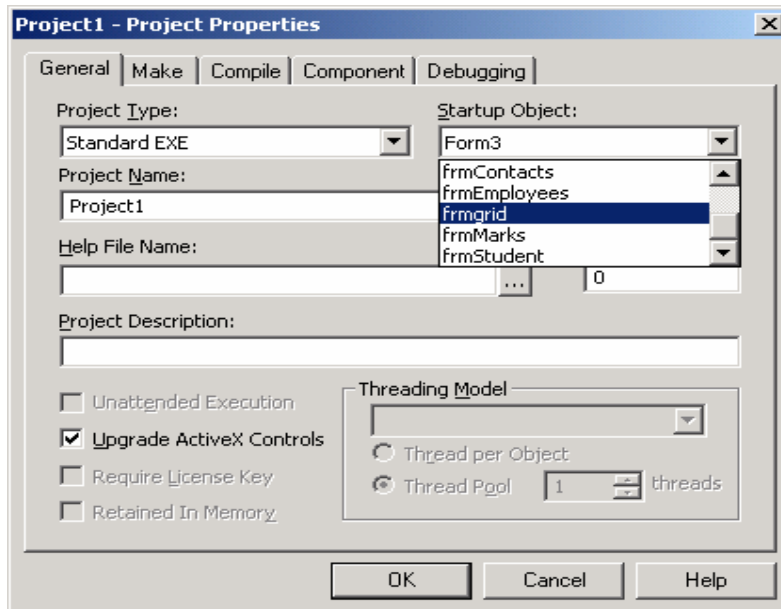 Project1 - Project Properties
General Make Compile Component Debugging
Project Type:
Standard EXE
Startup Object:
Form3
frmContacts
frmEmployees
frmgrid
frmMarks
frmStudent
Project Name:
Project1
Help File Name:
...
0
Project Description:
Unattended Execution
Upgrade ActiveX Controls
Require License Key
Retained In Memory
Threading Model
Thread per Object
Thread Pool 1 threads
OK Cancel Help